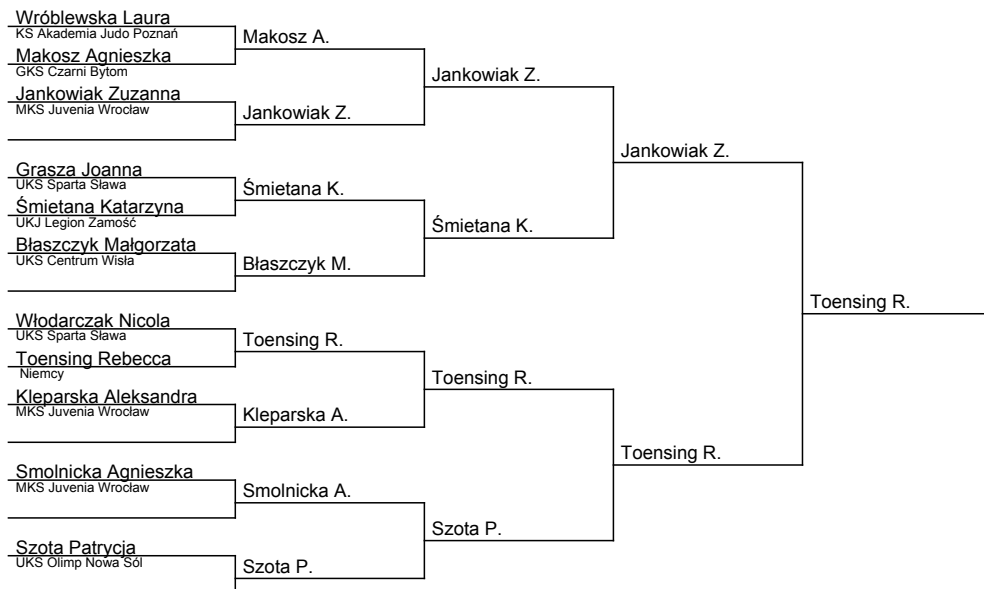 Wróblewska Laura
KS Akademia Judo Poznań
Makosz Agnieszka
GKS Czarni Bytom
Jankowiak Zuzanna
MKS Juvenia Wrocław
Grasza Joanna
UKS Sparta Sława
Śmietana Katarzyna
UKJ Legion Zamość
Błaszczyk Małgorzata
UKS Centrum Wisła
Włodarczak Nicola
UKS Sparta Sława
Toensing Rebecca
Niemcy
Kleparska Aleksandra
MKS Juvenia Wrocław
Smolnicka Agnieszka
MKS Juvenia Wrocław
Szota Patrycja
UKS Olimp Nowa Sól
Makosz A.
Jankowiak Z.
Śmietana K.
Błaszczyk M.
Toensing R.
Kleparska A.
Smolnicka A.
Szota P.
Jankowiak Z.
Śmietana K.
Toensing R.
Szota P.
Jankowiak Z.
Toensing R.
Toensing R.